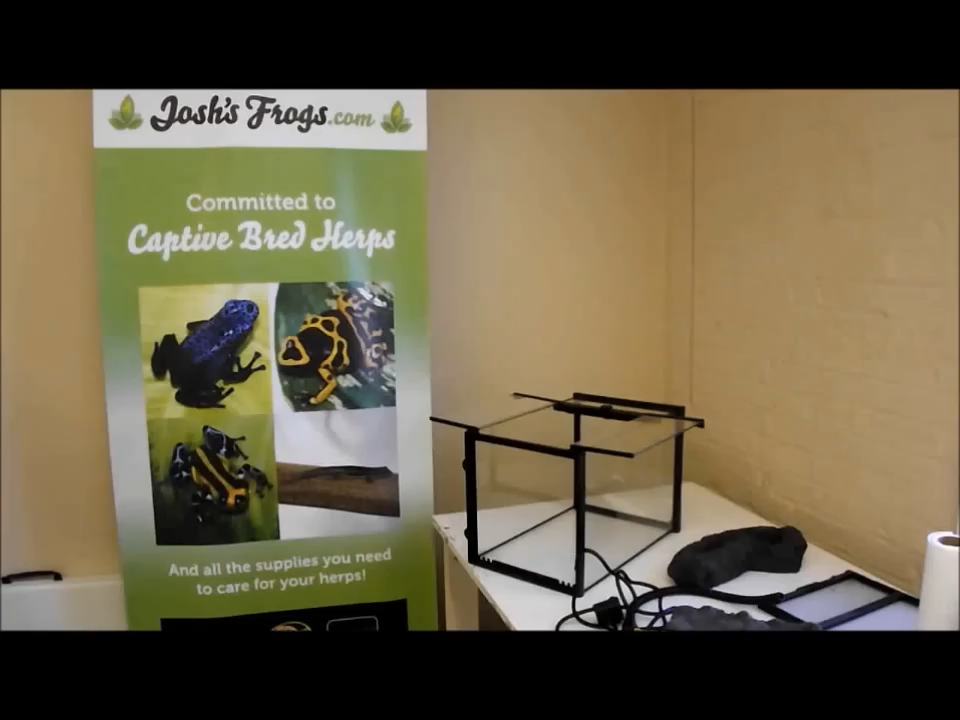 Josh's Frogs.com
Committed to
Captive Bred Herps
And all the supplies you need
to care for your herps!